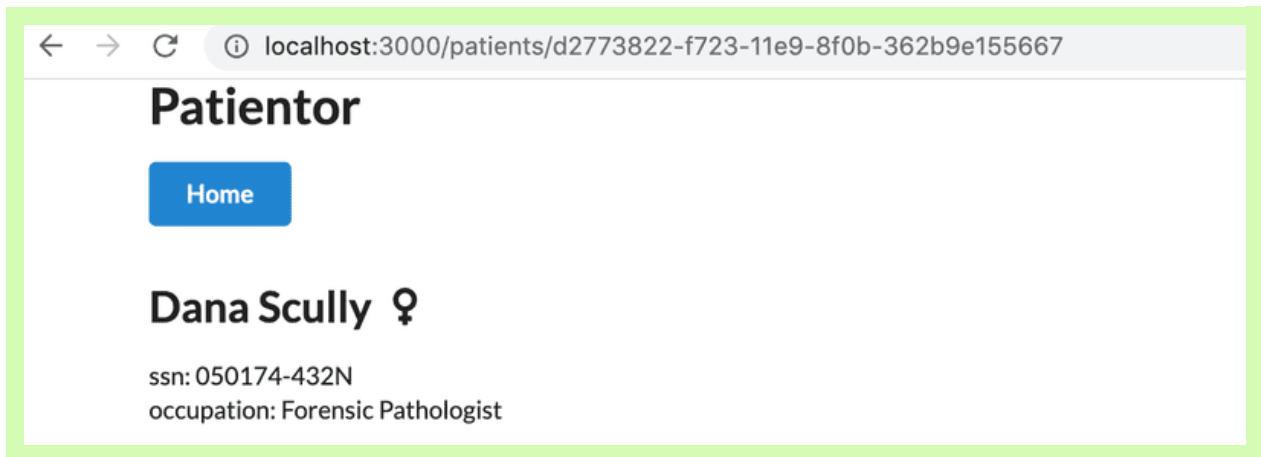 localhost:3000/patients/d2773822-f723-11e9-8f0b-362b9e155667
Patientor
Home
Dana Scully ♀
ssn: 050174-432N
occupation: Forensic Pathologist